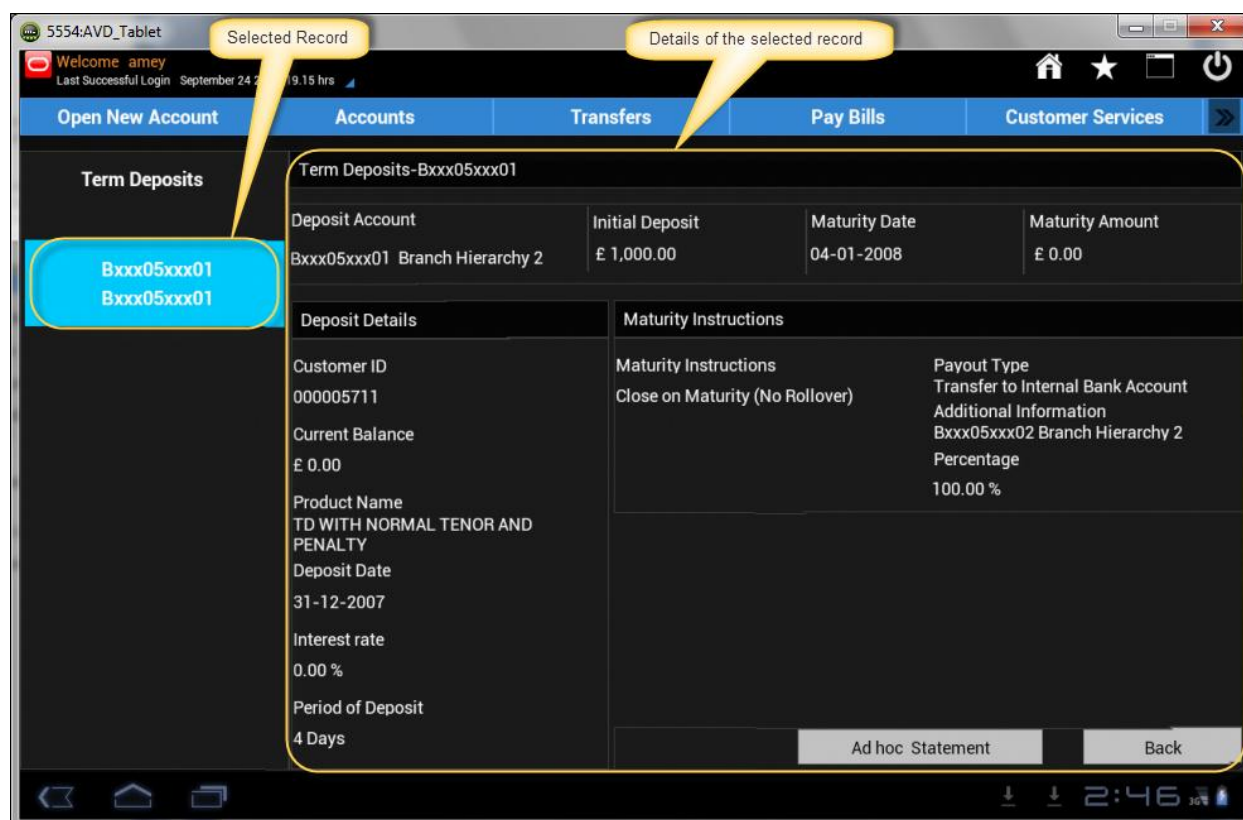 5554:AVD_Tablet
Selected Record
Details of the selected record
Welcome amey
Last Successful Login September 24 2 19.15 hrs
Open New Account Accounts Transfers Pay Bills Customer Services
Term Deposits
Bxxx05xxx01
Bxxx05xxx01
Term Deposits-Bxxx05xxx01
Deposit Account Initial Deposit Maturity Date Maturity Amount
Bxxx05xxx01 Branch Hierarchy 2 £ 1,000.00 04-01-2008 £ 0.00
Deposit Details
Customer ID
000005711
Current Balance
£ 0.00
Product Name
TD WITH NORMAL TENOR AND
PENALTY
Deposit Date
31-12-2007
Interest rate
0.00 %
Period of Deposit
4 Days
Maturity Instructions
Maturity Instructions
Close on Maturity (No Rollover)
Payout Type
Transfer to Internal Bank Account
Additional Information
Bxxx05xxx02 Branch Hierarchy 2
Percentage
100.00 %
Ad hoc Statement Back
2:46 3G